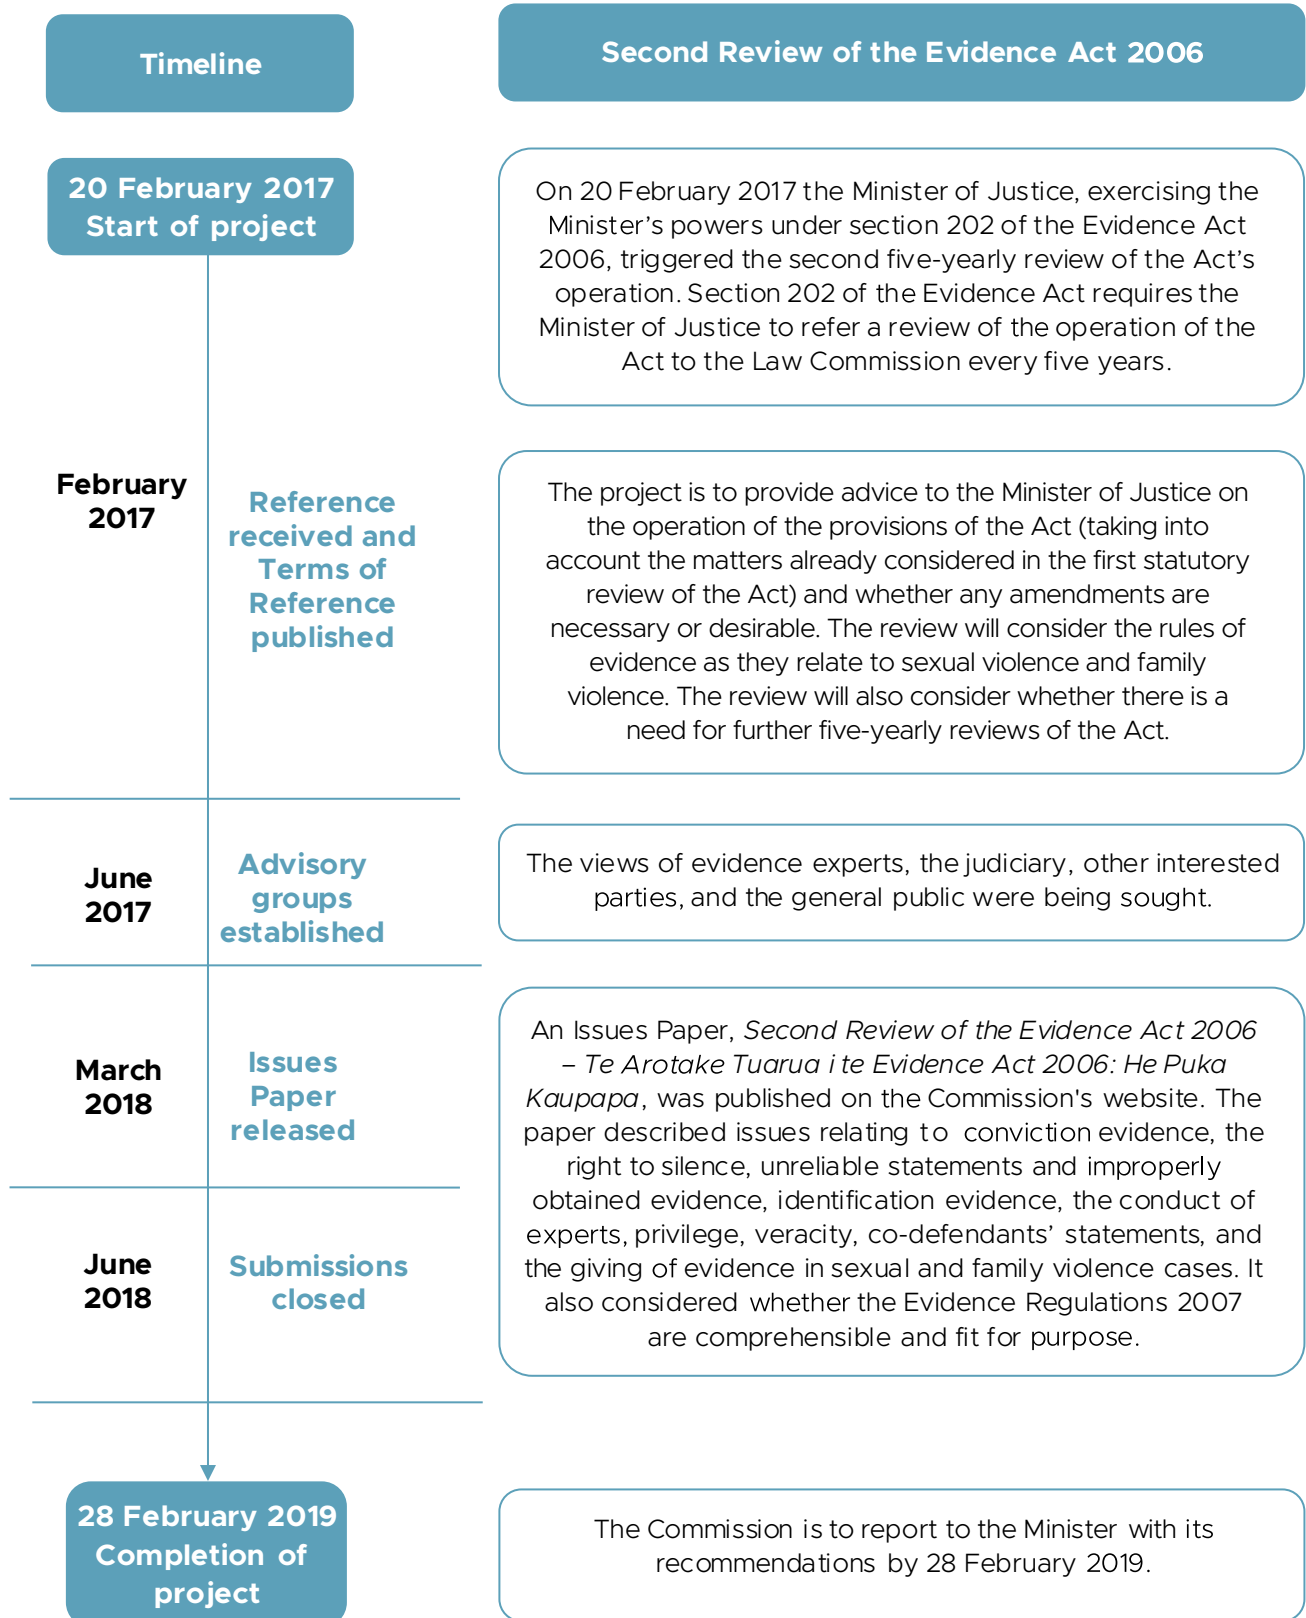 Timeline
Second Review of the Evidence Act 2006
20 February 2017
Start of project
On 20 February 2017 the Minister of Justice, exercising the
Minister’s powers under section 202 of the Evidence Act
2006, triggered the second five-yearly review of the Act’s
operation. Section 202 of the Evidence Act requires the
Minister of Justice to refer a review of the operation of the
Act to the Law Commission every five years.
February
2017
Reference
received and
Terms of
Reference
published
The project is to provide advice to the Minister of Justice on
the operation of the provisions of the Act (taking into
account the matters already considered in the first statutory
review of the Act) and whether any amendments are
necessary or desirable. The review will consider the rules of
evidence as they relate to sexual violence and family
violence. The review will also consider whether there is a
need for further five-yearly reviews of the Act.
June
2017
Advisory
groups
established
The views of evidence experts, the judiciary, other interested
parties, and the general public were being sought.
March
2018
Issues
Paper
released
An Issues Paper, Second Review of the Evidence Act 2006
– Te Arotake Tuarua i te Evidence Act 2006: He Puka
Kaupapa, was published on the Commission's website. The
paper described issues relating to conviction evidence, the
right to silence, unreliable statements and improperly
obtained evidence, identification evidence, the conduct of
experts, privilege, veracity, co-defendants’ statements, and
the giving of evidence in sexual and family violence cases. It
also considered whether the Evidence Regulations 2007
are comprehensible and fit for purpose.
June
2018
Submissions
closed
28 February 2019
Completion of
project
The Commission is to report to the Minister with its
recommendations by 28 February 2019.